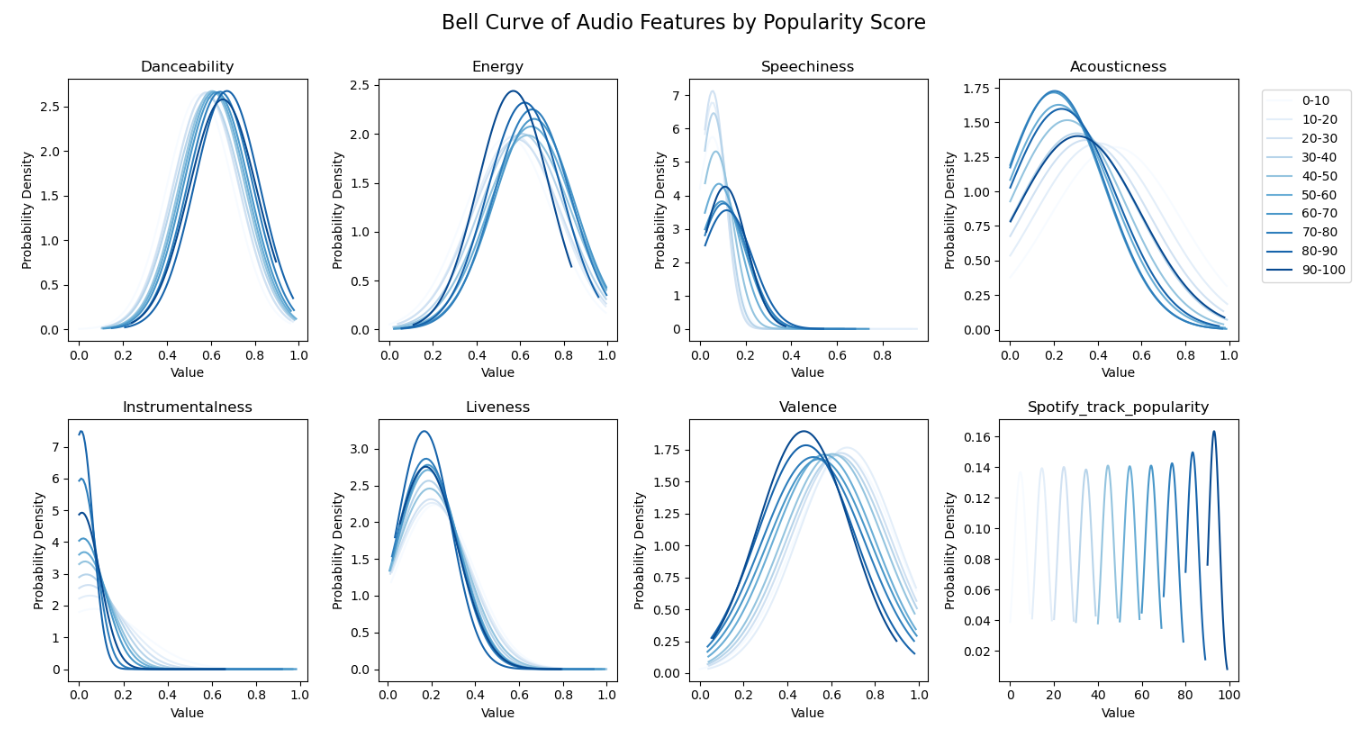 Bell Curve of Audio Features by Popularity Score
Danceability
Energy
Speechiness
Acousticness
Probability Density
0.0
0.5
1.0
1.5
2.0
2.5
0.0 0.2 0.4 0.6 0.8 1.0
Value
Probability Density
0.0
0.5
1.0
1.5
2.0
2.5
0.0 0.2 0.4 0.6 0.8 1.0
Value
Probability Density
0
1
2
3
4
5
6
7
0.0 0.2 0.4 0.6 0.8
Value
Probability Density
0.00
0.25
0.50
0.75
1.00
1.25
1.50
1.75
0.0 0.2 0.4 0.6 0.8 1.0
Value
0-10
10-20
20-30
30-40
40-50
50-60
60-70
70-80
80-90
90-100
Instrumentalness
Liveness
Valence
Spotify_track_popularity
Probability Density
0
1
2
3
4
5
6
7
0.0 0.2 0.4 0.6 0.8 1.0
Value
Probability Density
0.0
0.5
1.0
1.5
2.0
2.5
3.0
0.0 0.2 0.4 0.6 0.8 1.0
Value
Probability Density
0.00
0.25
0.50
0.75
1.00
1.25
1.50
1.75
0.0 0.2 0.4 0.6 0.8 1.0
Value
Probability Density
0.02
0.04
0.06
0.08
0.10
0.12
0.14
0.16
0 20 40 60 80 100
Value